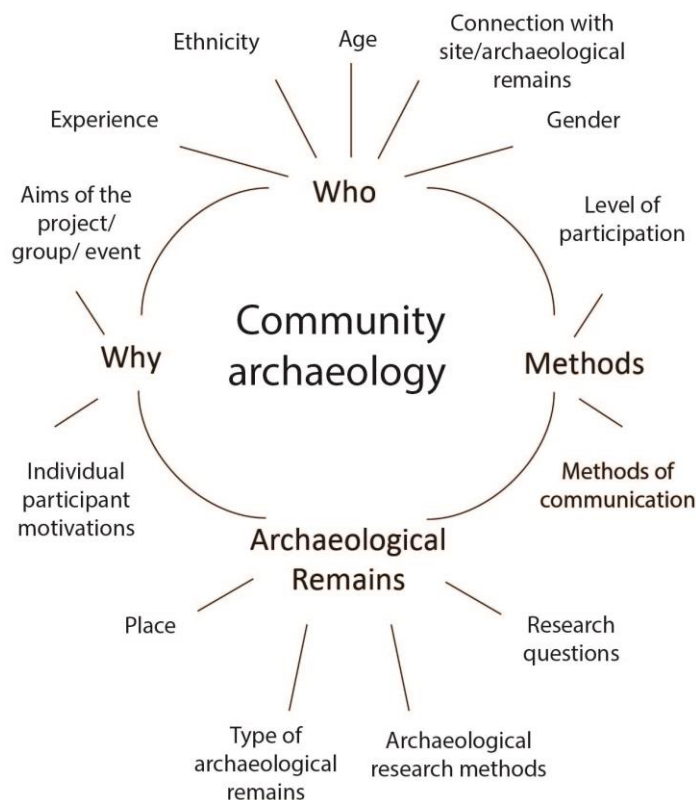 Ethnicity
Age
Connection with
site/archaeological
remains
Experience
Gender
Who
Aims of the
project/
group/ event
Level of
participation
Community
archaeology
Why
Methods
Individual
participant
motivations
Methods of
communication
Archaeological
Remains
Place
Research
questions
Type of
archaeological
remains
Archaeological
research methods